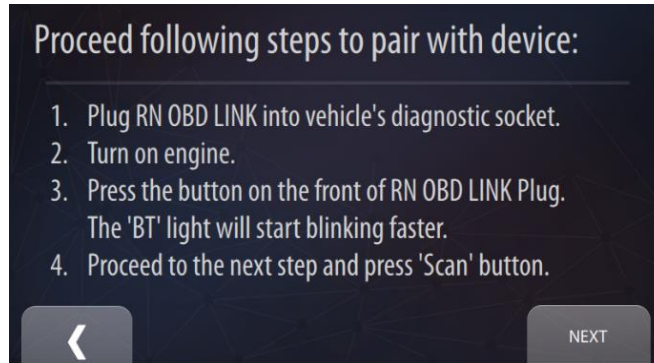 Proceed following steps to pair with device:
1. Plug RN OBD LINK into vehicle's diagnostic socket.
2. Turn on engine.
3. Press the button on the front of RN OBD LINK Plug.
The 'BT' light will start blinking faster.
4. Proceed to the next step and press 'Scan' button.
NEXT